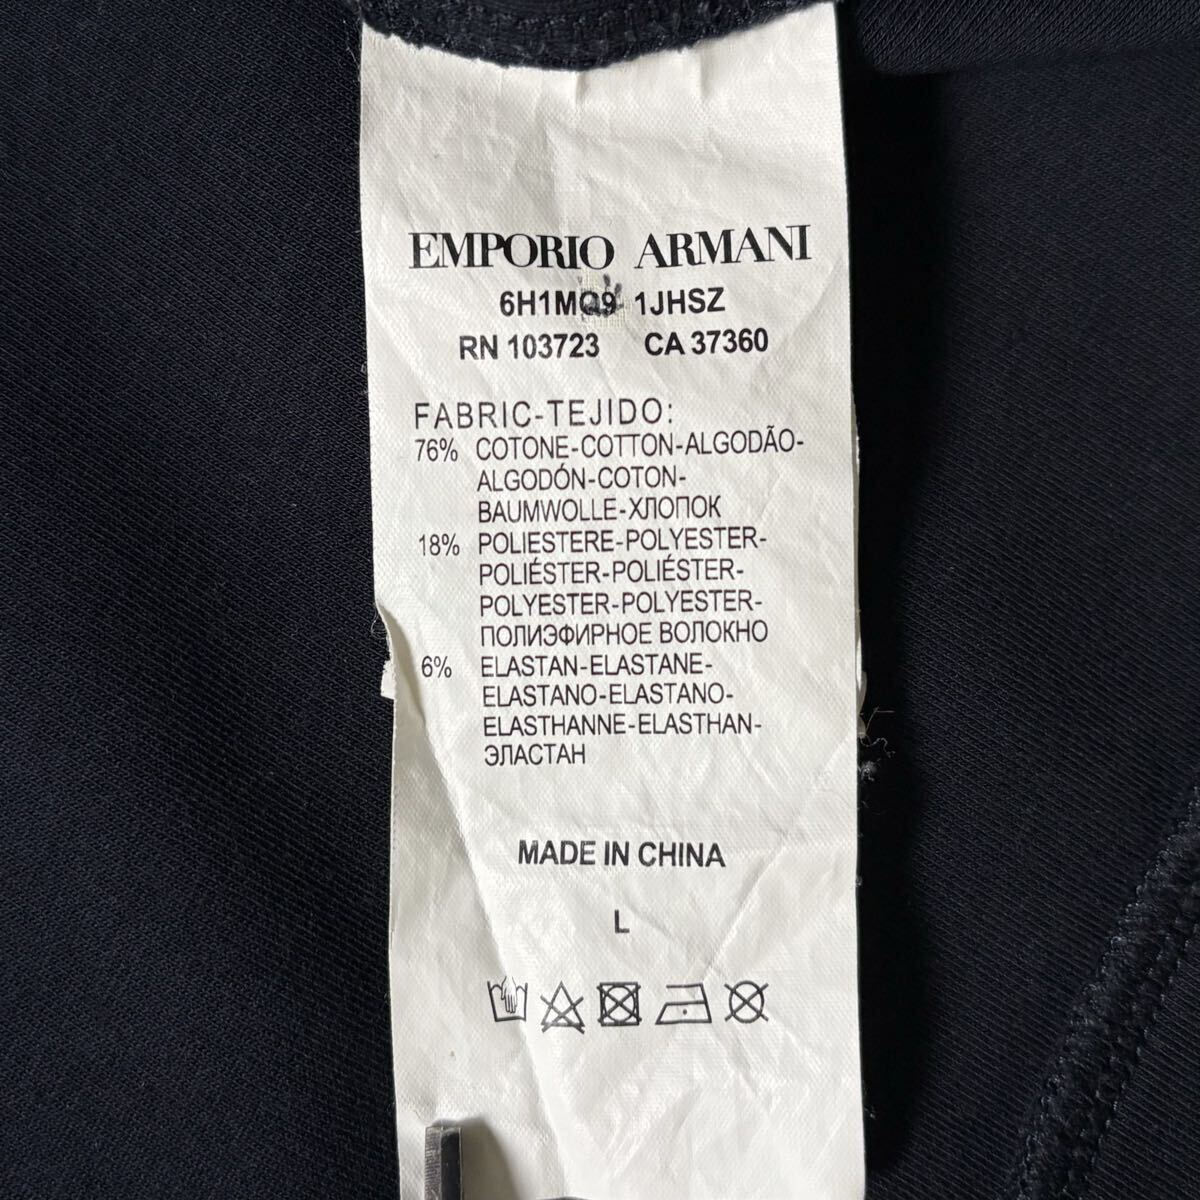 EMPORIO ARMANI
6H1MQ9 1JHSZ
RN 103723 CA 37360
FABRIC-TEJIDO:
76% COTONE-COTTON-ALGODÃO-
ALGODÓN-COTON-
BAUMWOLLE-ХЛОПОК
18% POLIESTERE-POLYESTER-
POLIÉSTER-POLIÉSTER-
POLYESTER-POLYESTER-
ПОЛИЭФИРНОЕ ВОЛОКНО
6% ELASTAN-ELASTANE-
ELASTANO-ELASTANO-
ELASTHANNE-ELASTHAN-
ЭЛАСТАН
MADE IN CHINA
L